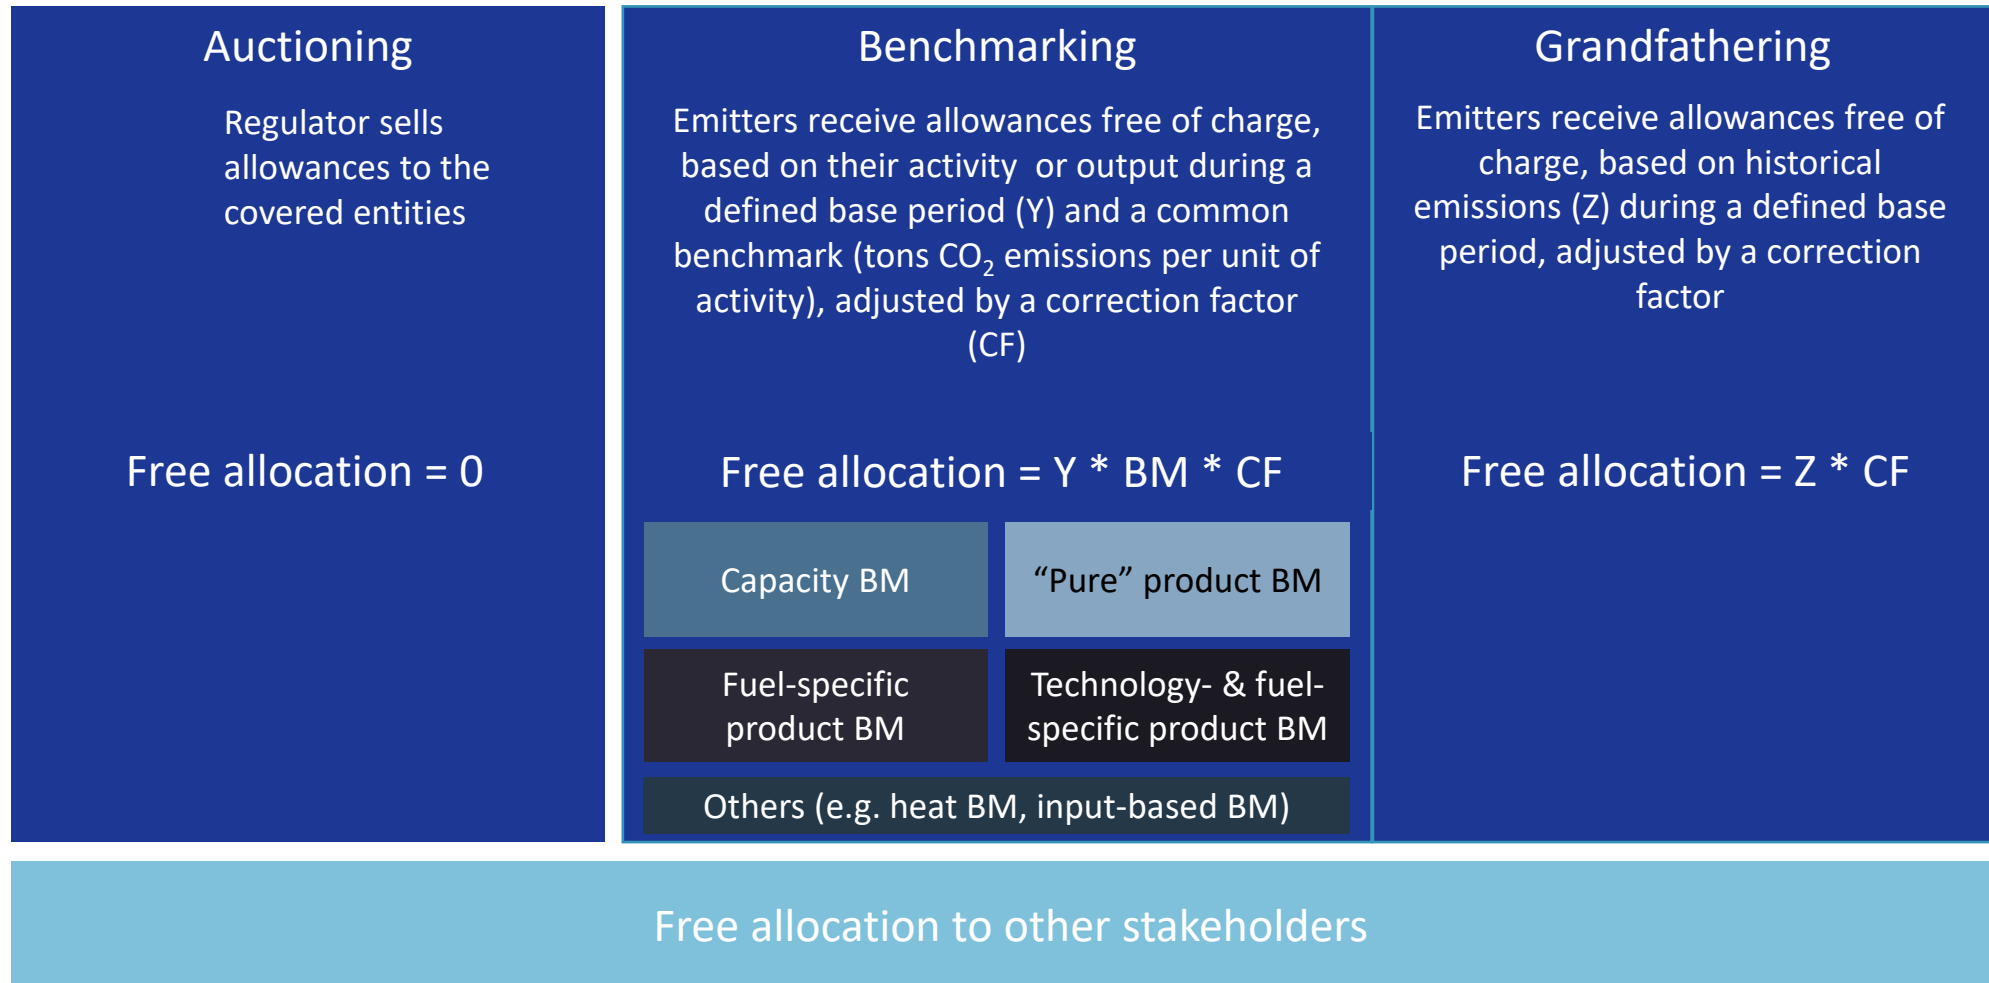 Auctioning
Regulator sells
allowances to the
covered entities
Free allocation = 0
Benchmarking
Emitters receive allowances free of charge,
based on their activity or output during a
defined base period (Y) and a common
benchmark (tons CO₂ emissions per unit of
activity), adjusted by a correction factor
(CF)
Free allocation = Y * BM * CF
Capacity BM
“Pure” product BM
Fuel-specific
product BM
Technology- & fuel-
specific product BM
Others (e.g. heat BM, input-based BM)
Grandfathering
Emitters receive allowances free of
charge, based on historical
emissions (Z) during a defined base
period, adjusted by a correction
factor
Free allocation = Z * CF
Free allocation to other stakeholders